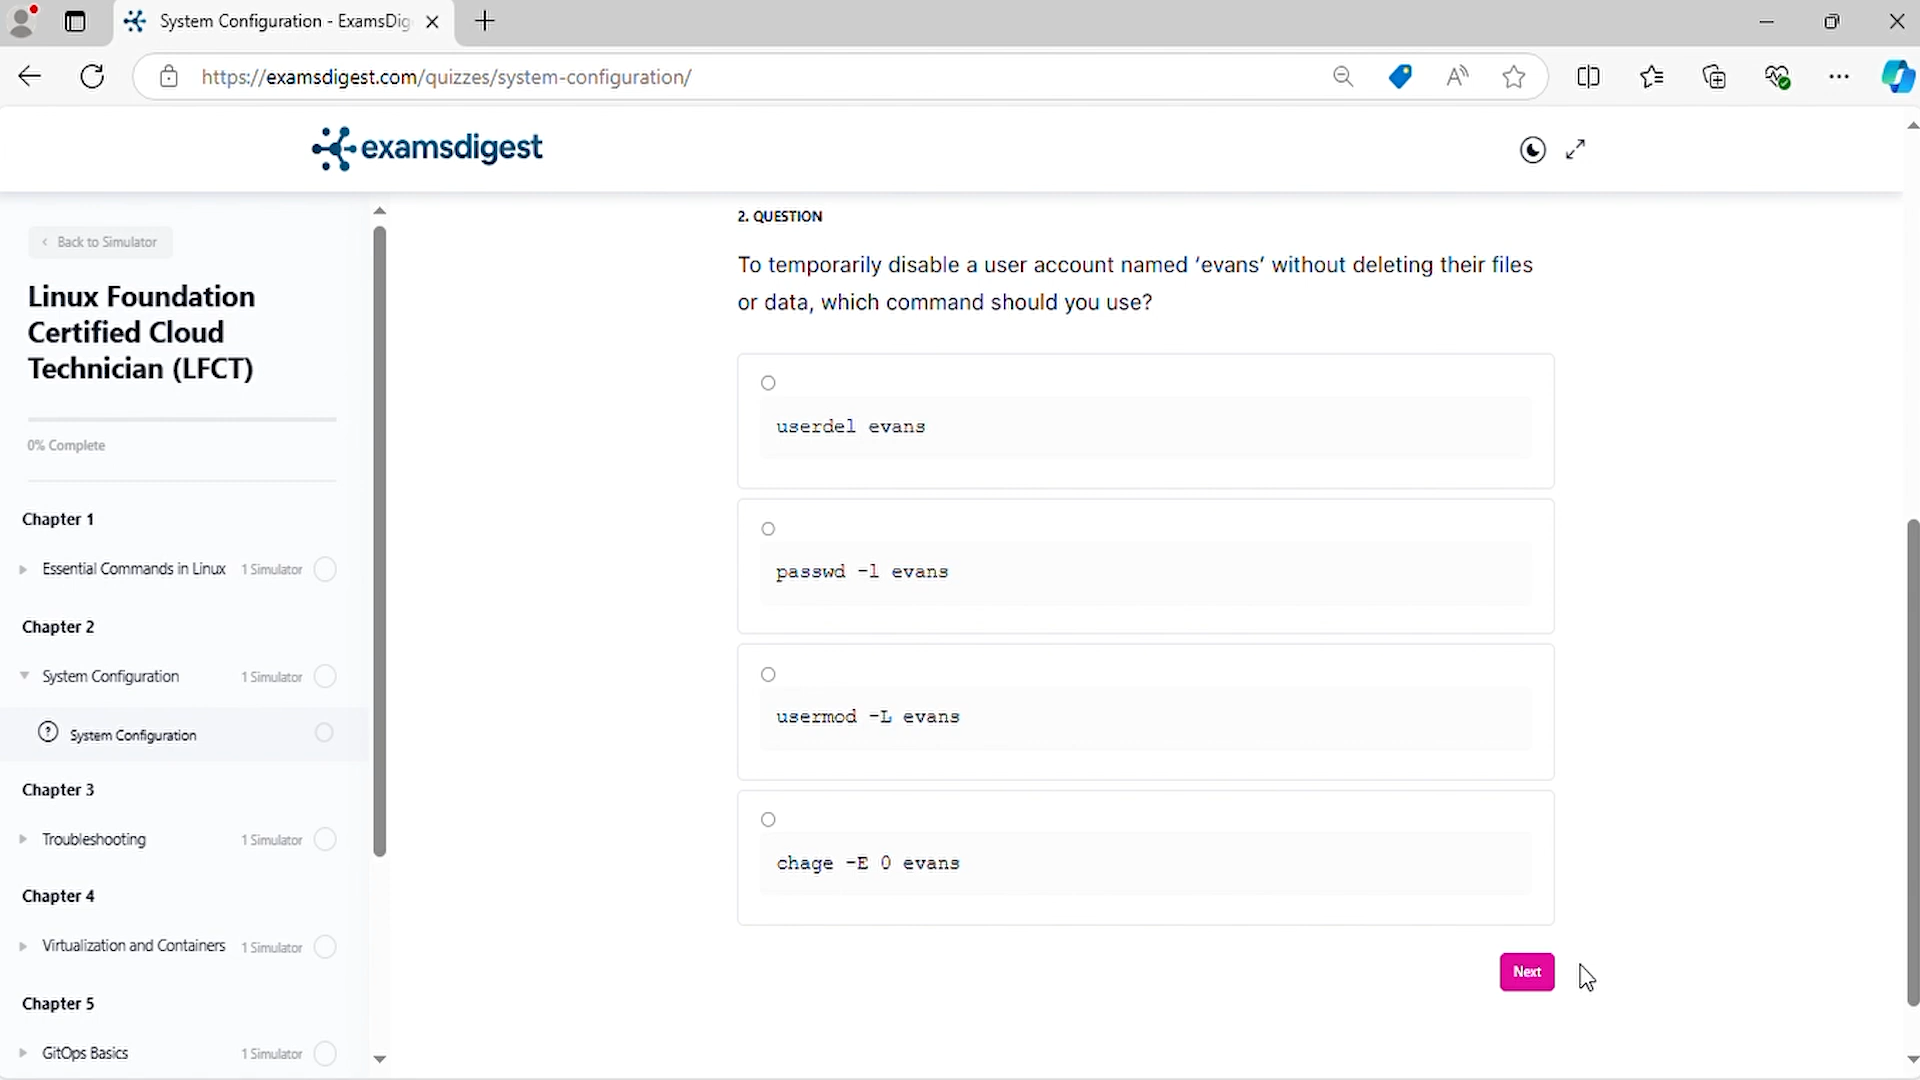 System Configuration - ExamsDig
https://examsdigest.com/quizzes/system-configuration/
examsdigest
Back to Simulator
Linux Foundation
Certified Cloud
Technician (LFCT)
0% Complete
Chapter 1
Essential Commands in Linux 1 Simulator
Chapter 2
System Configuration 1 Simulator
System Configuration
Chapter 3
Troubleshooting 1 Simulator
Chapter 4
Virtualization and Containers 1 Simulator
Chapter 5
GitOps Basics 1 Simulator
2. QUESTION
To temporarily disable a user account named ‘evans’ without deleting their files
or data, which command should you use?
userdel evans
passwd -l evans
usermod -L evans
chage -E 0 evans
Next